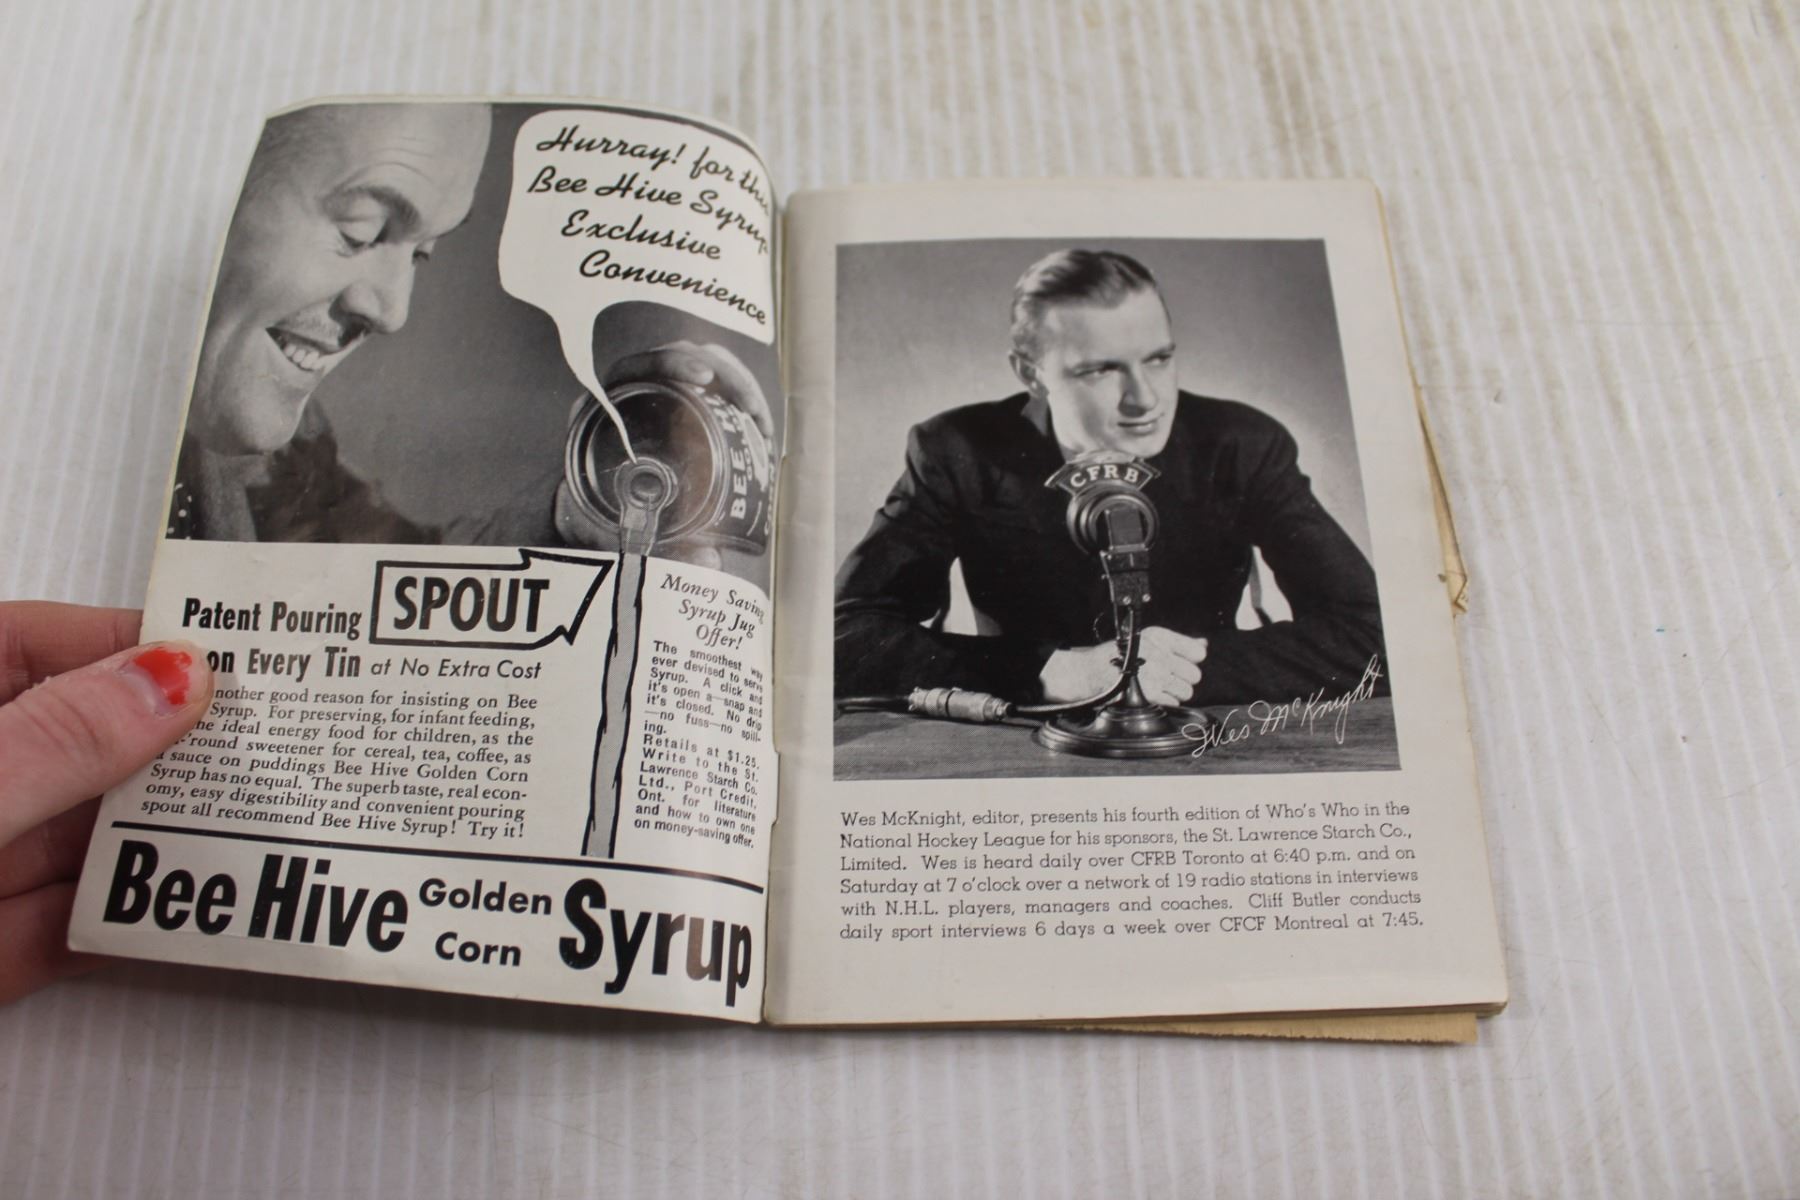 Hurray! for
Bee Hive Syrup
Exclusive
Convenience
BEE
Patent Pouring SPOUT
on Every Tin at No Extra Cost
nother good reason for insisting on Bee
Syrup. For preserving, for infant feeding,
he ideal energy food for children, as the
'round sweetener for cereal, tea, coffee, as
a sauce on puddings Bee Hive Golden Corn
Syrup has no equal. The superb taste, real econ-
omy, easy digestibility and convenient pouring
spout all recommend Bee Hive Syrup! Try it!
Money Saving
Syrup Jug
Offer!
The smoothest way
ever devised to serve
Syrup. A click and
it's open a snap and
it's closed. No drip
—no fuss—no spill-
ing.
Retails at $1.25.
Write to the St.
Lawrence Starch Co.
Ltd., Port Credit,
Ont. for literature
and how to own one
on money-saving offer.
Bee Hive Golden Corn Syrup
CFRB
Wes McKnight
Wes McKnight, editor, presents his fourth edition of Who's Who in the
National Hockey League for his sponsors, the St. Lawrence Starch Co.,
Limited. Wes is heard daily over CFRB Toronto at 6:40 p.m. and on
Saturday at 7 o'clock over a network of 19 radio stations in interviews
with N.H.L. players, managers and coaches. Cliff Butler conducts
daily sport interviews 6 days a week over CFCF Montreal at 7:45.